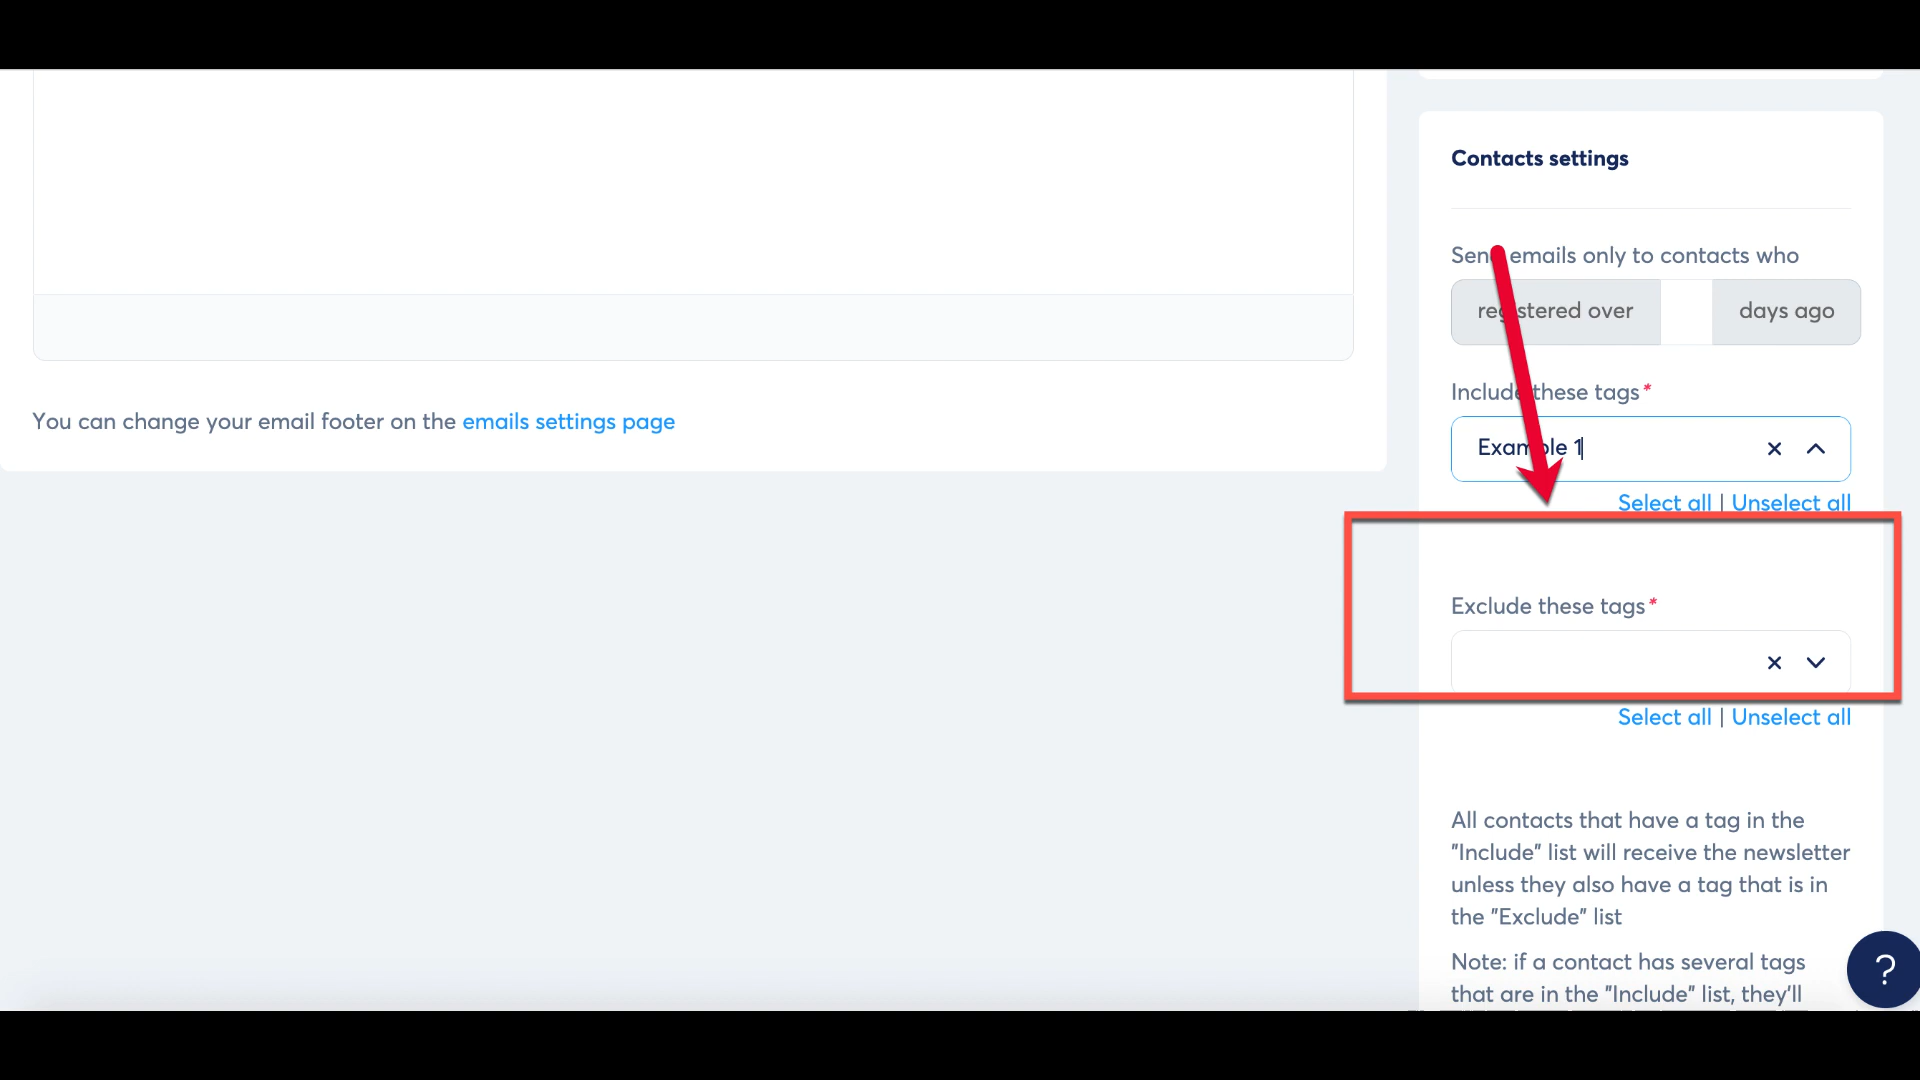 Contacts settings
Send emails only to contacts who
registered over days ago
Include these tags*
Example 1
Select all | Unselect all
You can change your email footer on the emails settings page
Exclude these tags*
Select all | Unselect all
All contacts that have a tag in the
"Include" list will receive the newsletter
unless they also have a tag that is in
the "Exclude" list
Note: if a contact has several tags
that are in the "Include" list, they'll
?